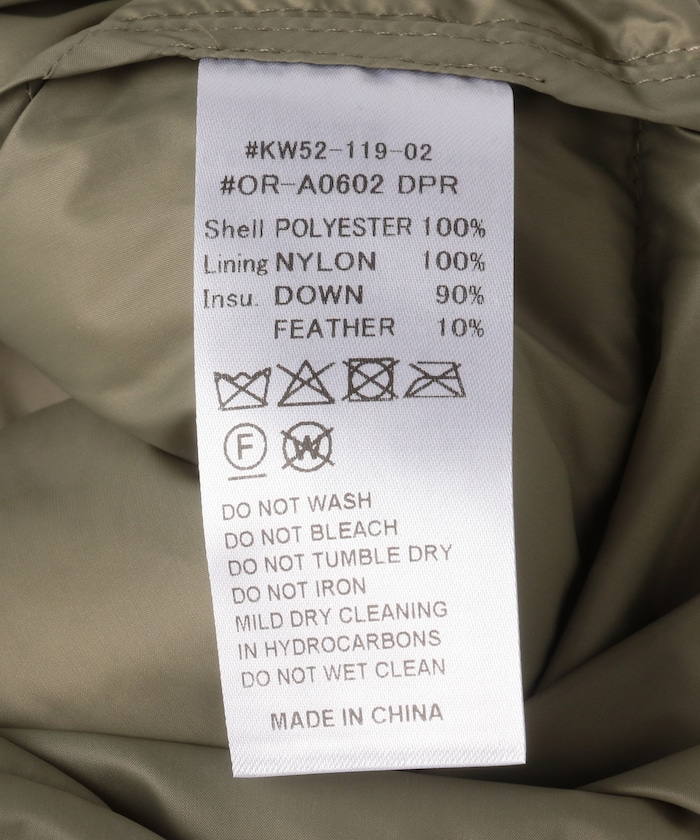 #KW52-119-02
#OR-A0602 DPR
Shell POLYESTER 100%
Lining NYLON 100%
Insu. DOWN 90%
FEATHER 10%
F W
DO NOT WASH
DO NOT BLEACH
DO NOT TUMBLE DRY
DO NOT IRON
MILD DRY CLEANING
IN HYDROCARBONS
DO NOT WET CLEAN
MADE IN CHINA